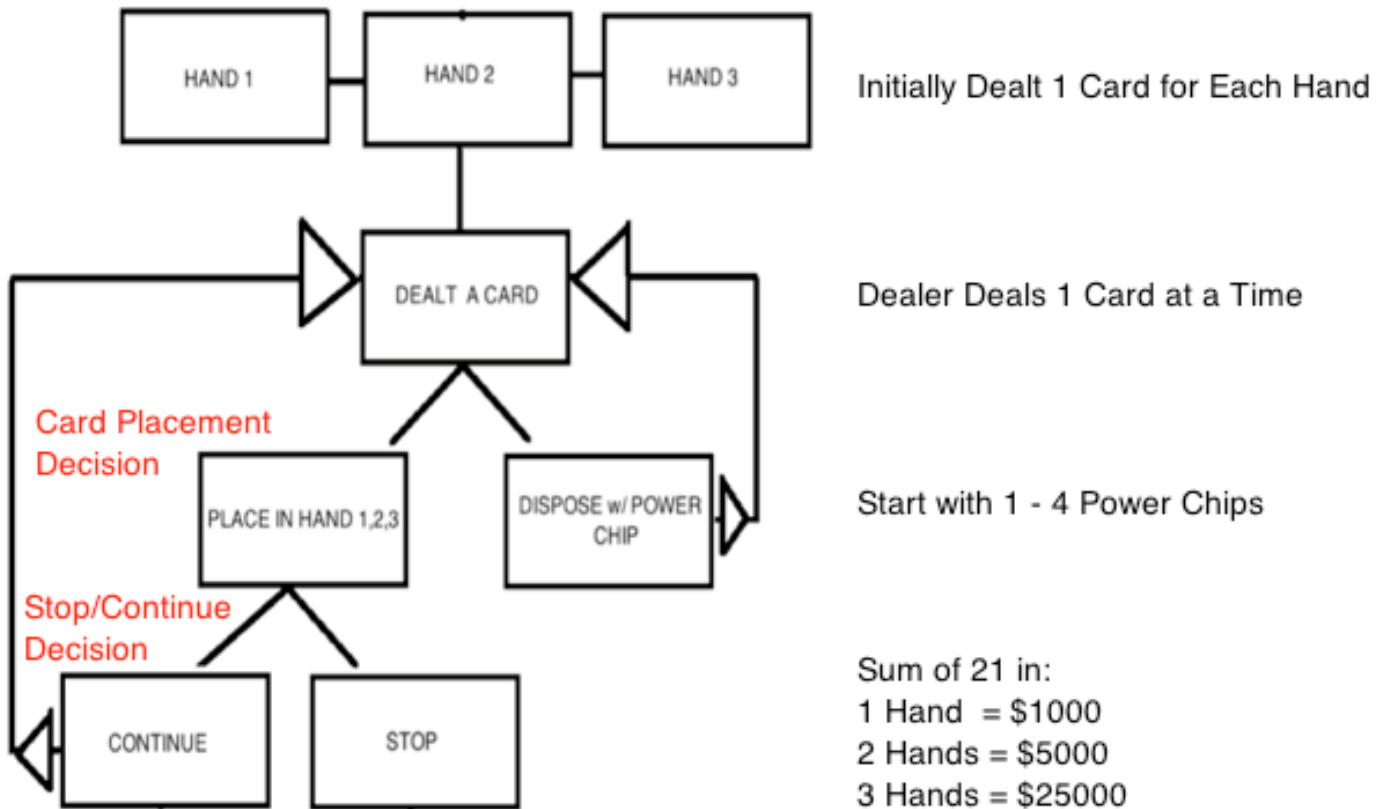 HAND 1
HAND 2
HAND 3
Initially Dealt 1 Card for Each Hand
DEALT A CARD
Dealer Deals 1 Card at a Time
Card Placement
Decision
PLACE IN HAND 1,2,3
DISPOSE w/ POWER
CHIP
Start with 1 - 4 Power Chips
Stop/Continue
Decision
CONTINUE
STOP
Sum of 21 in:
1 Hand = $1000
2 Hands = $5000
3 Hands = $25000